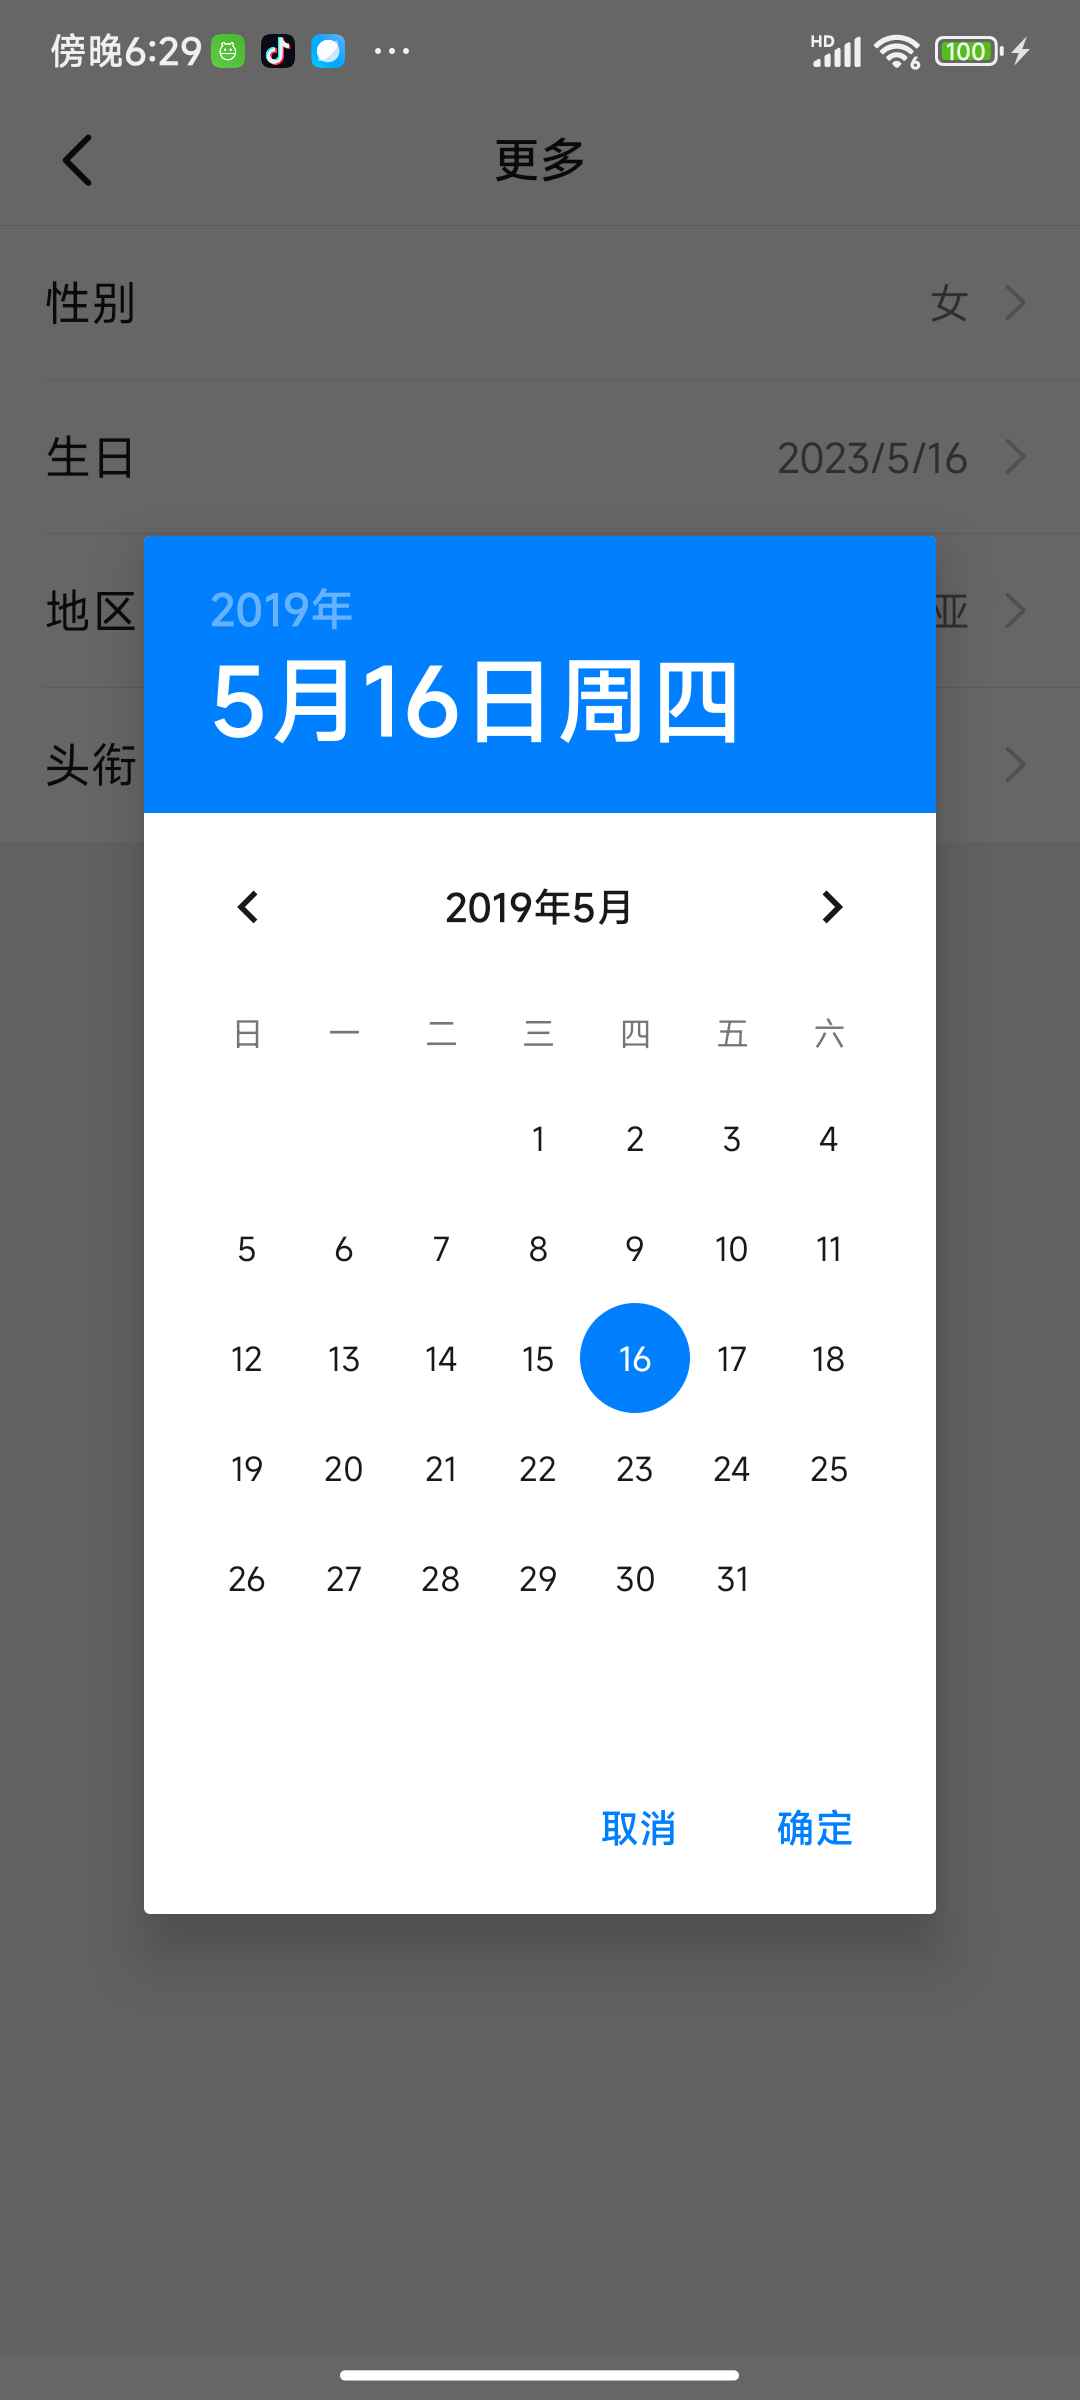 傍晚6:29 ... HD 6 100
更多
性别 女
生日 2023/5/16
地区 亚
头衔
2019年
5月16日周四
2019年5月
日 一 二 三 四 五 六
1 2 3 4
5 6 7 8 9 10 11
12 13 14 15 16 17 18
19 20 21 22 23 24 25
26 27 28 29 30 31
取消 确定